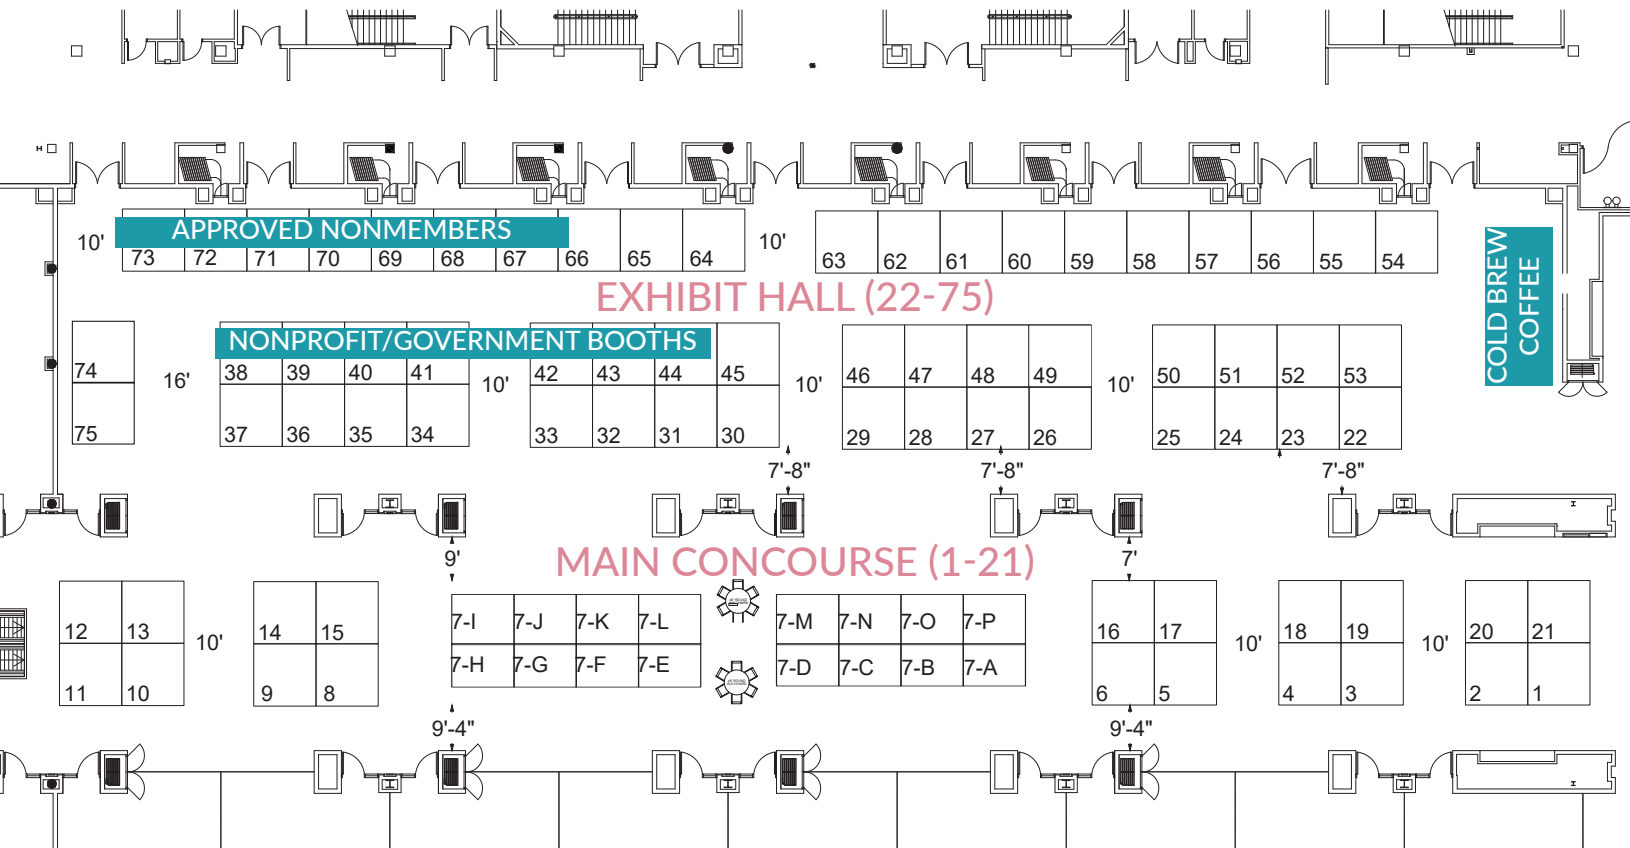 APPROVED NONMEMBERS
10'
73 72 71 70 69 68 67 66 65 64
10'
63 62 61 60 59 58 57 56 55 54
COLD BREW
COFFEE
EXHIBIT HALL (22-75)
NONPROFIT/GOVERNMENT BOOTHS
74
16'
38 39 40 41
10'
42 43 44 45
10'
46 47 48 49
10'
50 51 52 53
75
37 36 35 34
33 32 31 30
29 28 27 26
25 24 23 22
7'-8" 7'-8" 7'-8"
MAIN CONCOURSE (1-21)
9' 7'
12 13
10'
14 15
7-I 7-J 7-K 7-L
7-M 7-N 7-O 7-P
16 17
10'
18 19
10'
20 21
11 10
9 8
7-H 7-G 7-F 7-E
7-D 7-C 7-B 7-A
6 5
4 3
2 1
9'-4" 9'-4"